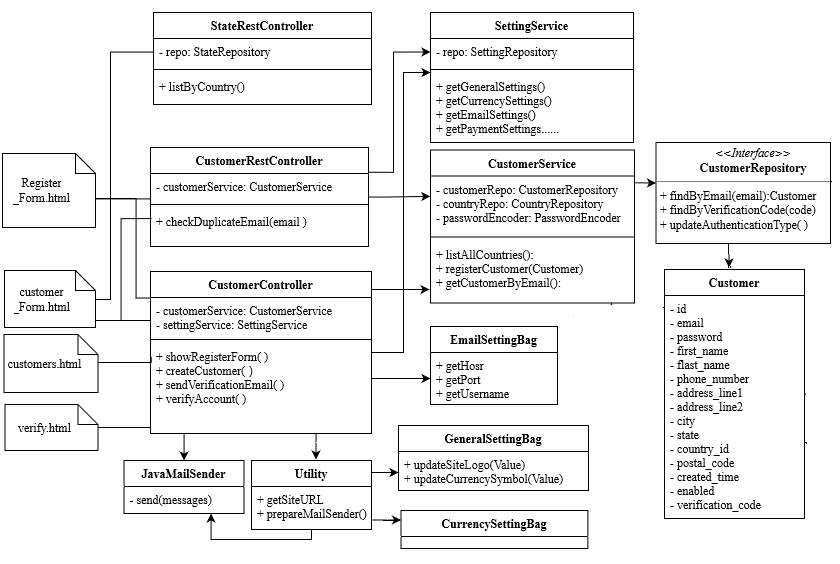 StateRestController
- repo: StateRepository
+ listByCountry()
SettingService
- repo: SettingRepository
+ getGeneralSettings()
+ getCurrencySettings()
+ getEmailSettings()
+ getPaymentSettings......
Register
_Form.html
CustomerRestController
- customerService: CustomerService
+ checkDuplicateEmail(email )
CustomerService
- customerRepo: CustomerRepository
- countryRepo: CountryRepository
- passwordEncoder: PasswordEncoder
+ listAllCountries():
+ registerCustomer(Customer)
+ getCustomerByEmail():
<<Interface>>
CustomerRepository
+ findByEmail(email):Customer
+ findByVerificationCode(code)
+ updateAuthenticationType( )
customer
_Form.html
customers.html
verify.html
CustomerController
- customerService: CustomerService
- settingService: SettingService
+ showRegisterForm( )
+ createCustomer( )
+ sendVerificationEmail( )
+ verifyAccount( )
EmailSettingBag
+ getHosr
+ getPort
+ getUsername
Customer
- id
- email
- password
- first_name
- flast_name
- phone_number
- address_line1
- address_line2
- city
- state
- country_id
- postal_code
- created_time
- enabled
- verification_code
GeneralSettingBag
+ updateSiteLogo(Value)
+ updateCurrencySymbol(Value)
JavaMailSender
- send(messages)
Utility
+ getSiteURL
+ prepareMailSender()
CurrencySettingBag